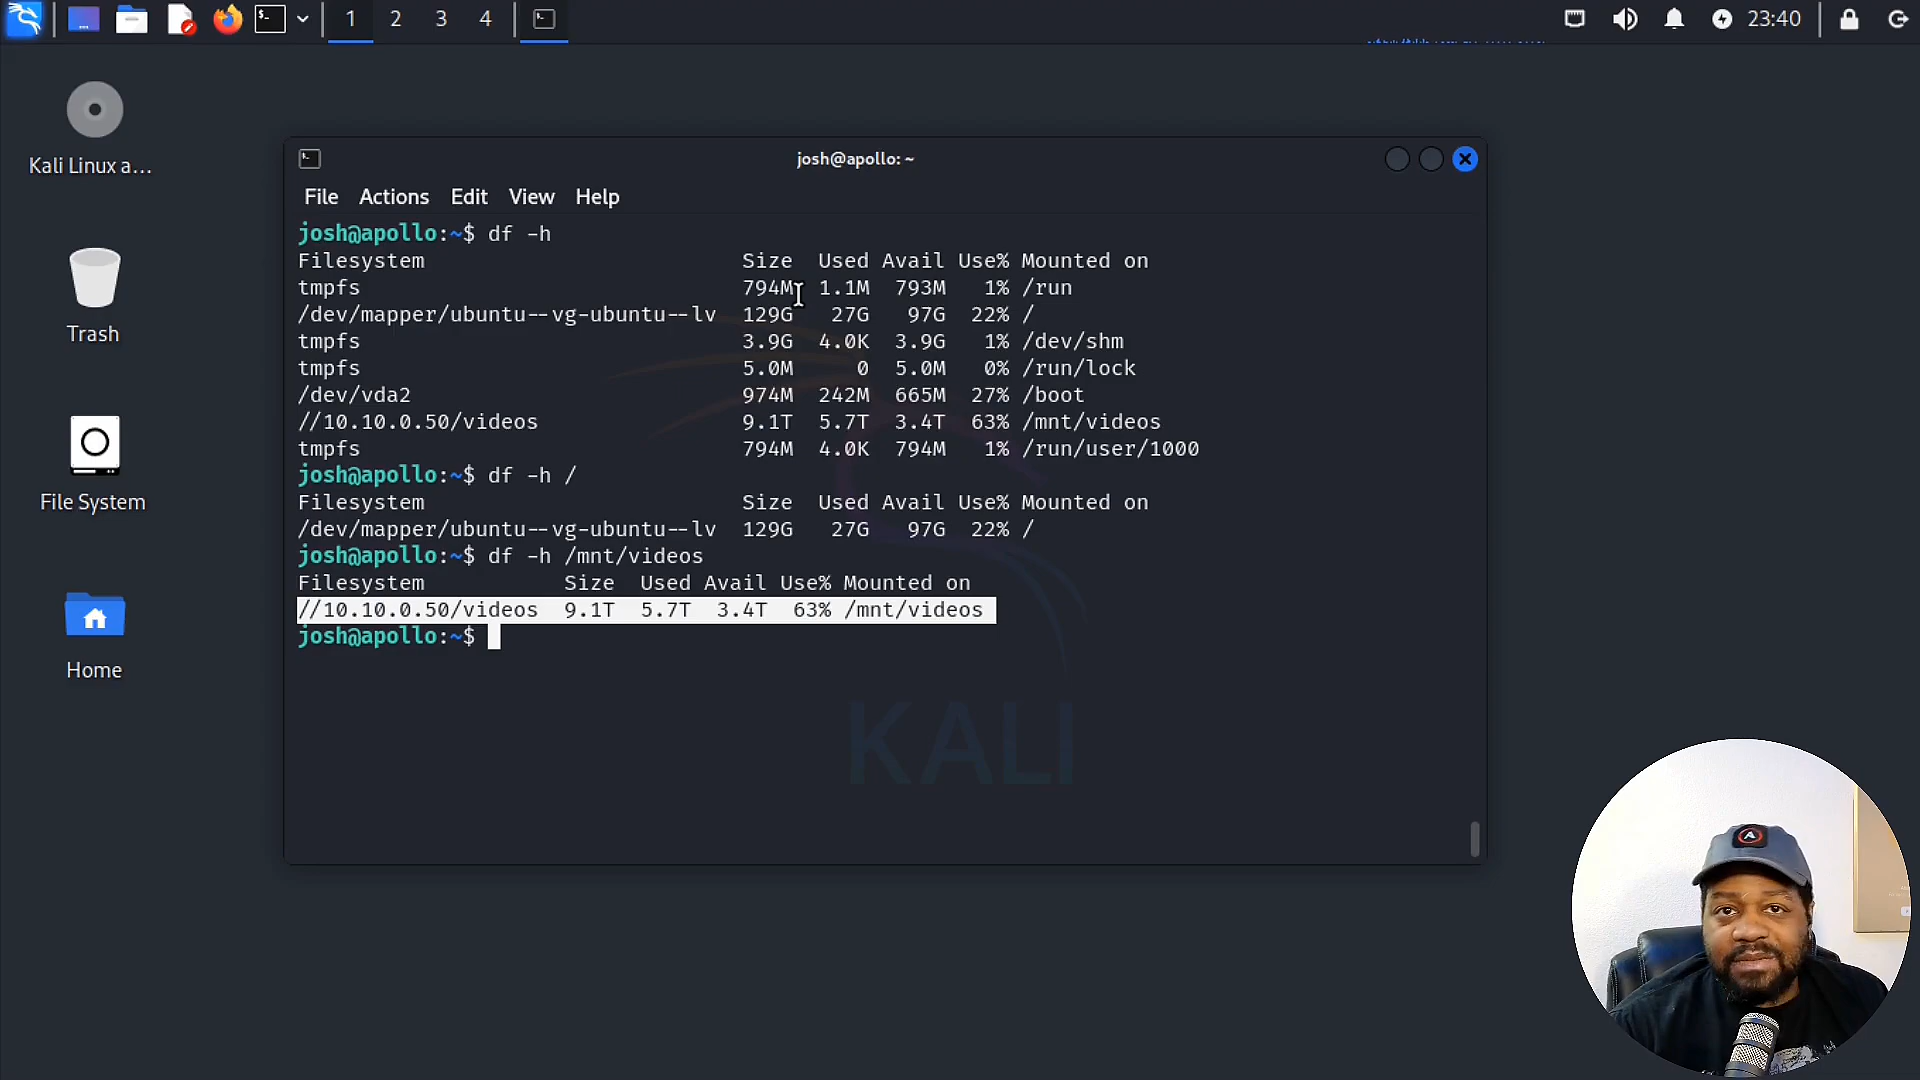 1 2 3 4 23:40
Kali Linux a...
Trash
File System
Home
josh@apollo: ~
File Actions Edit View Help
josh@apollo:~$ df -h
Filesystem Size Used Avail Use% Mounted on
tmpfs 794M 1.1M 793M 1% /run
/dev/mapper/ubuntu--vg-ubuntu--lv 129G 27G 97G 22% /
tmpfs 3.9G 4.0K 3.9G 1% /dev/shm
tmpfs 5.0M 0 5.0M 0% /run/lock
/dev/vda2 974M 242M 665M 27% /boot
//10.10.0.50/videos 9.1T 5.7T 3.4T 63% /mnt/videos
tmpfs 794M 4.0K 794M 1% /run/user/1000
josh@apollo:~$ df -h /
Filesystem Size Used Avail Use% Mounted on
/dev/mapper/ubuntu--vg-ubuntu--lv 129G 27G 97G 22% /
josh@apollo:~$ df -h /mnt/videos
Filesystem Size Used Avail Use% Mounted on
//10.10.0.50/videos 9.1T 5.7T 3.4T 63% /mnt/videos
josh@apollo:~$
KALI
A